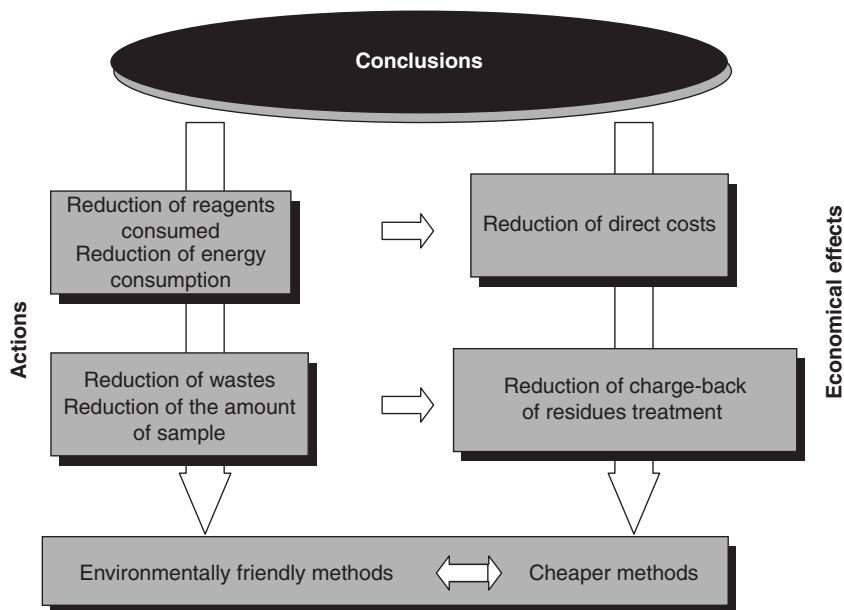 Conclusions
Actions
Reduction of reagents
consumed
Reduction of energy
consumption
Reduction of direct costs
Reduction of wastes
Reduction of the amount
of sample
Reduction of charge-back
of residues treatment
Economical effects
Environmentally friendly methods
Cheaper methods